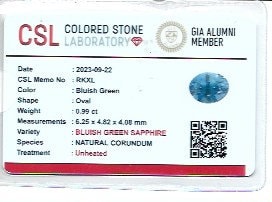 CSL COLORED STONE LABORATORY GIA ALUMNI MEMBER
Date : 2023-09-22
CSL Memo No : RKXL
Color : Bluish Green
Shape : Oval
Weight : 0.99 ct
Measurements : 6.25 x 4.82 x 4.08 mm
Variety : BLUISH GREEN SAPPHIRE
Species : NATURAL CORUNDUM
Treatment : Unheated